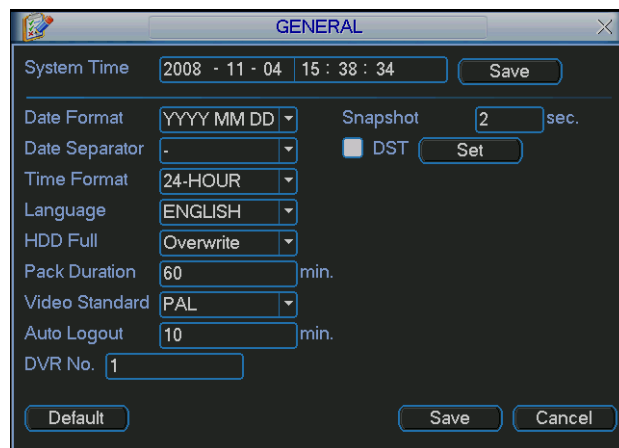 GENERAL
System Time 2008 - 11 - 04 15 : 38 : 34 Save
Date Format YYYY MM DD Snapshot 2 sec.
Date Separator - DST Set
Time Format 24-HOUR
Language ENGLISH
HDD Full Overwrite
Pack Duration 60 min.
Video Standard PAL
Auto Logout 10 min.
DVR No. 1
Default Save Cancel